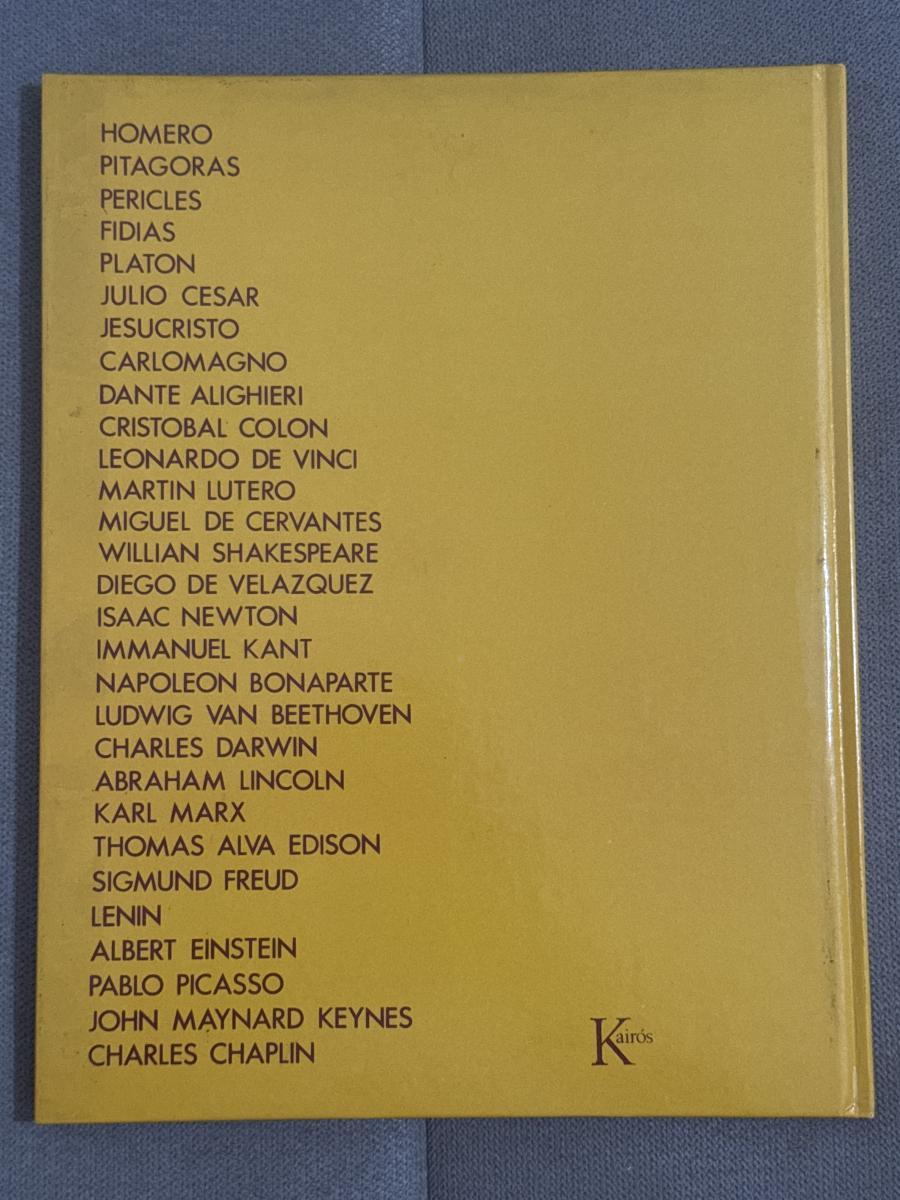 HOMERO
PITAGORAS
PERICLES
FIDIAS
PLATON
JULIO CESAR
JESUCRISTO
CARLOMAGNO
DANTE ALIGHIERI
CRISTOBAL COLON
LEONARDO DE VINCI
MARTIN LUTERO
MIGUEL DE CERVANTES
WILLIAN SHAKESPEARE
DIEGO DE VELAZQUEZ
ISAAC NEWTON
IMMANUEL KANT
NAPOLEON BONAPARTE
LUDWIG VAN BEETHOVEN
CHARLES DARWIN
ABRAHAM LINCOLN
KARL MARX
THOMAS ALVA EDISON
SIGMUND FREUD
LENIN
ALBERT EINSTEIN
PABLO PICASSO
JOHN MAYNARD KEYNES
CHARLES CHAPLIN
Kairós